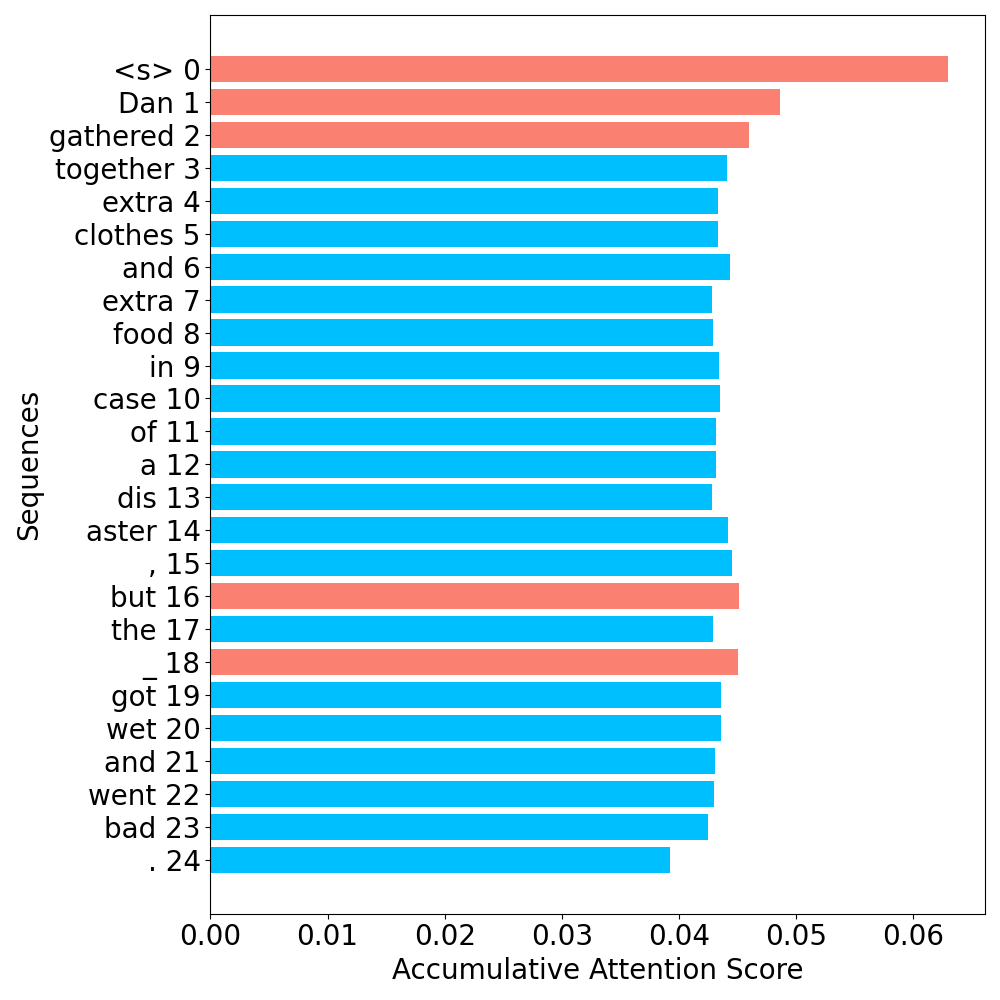 <s> 0
Dan 1
gathered 2
together 3
extra 4
clothes 5
and 6
extra 7
food 8
in 9
case 10
of 11
a 12
dis 13
aster 14
, 15
but 16
the 17
_ 18
got 19
wet 20
and 21
went 22
bad 23
. 24
Sequences
0.00 0.01 0.02 0.03 0.04 0.05 0.06
Accumulative Attention Score